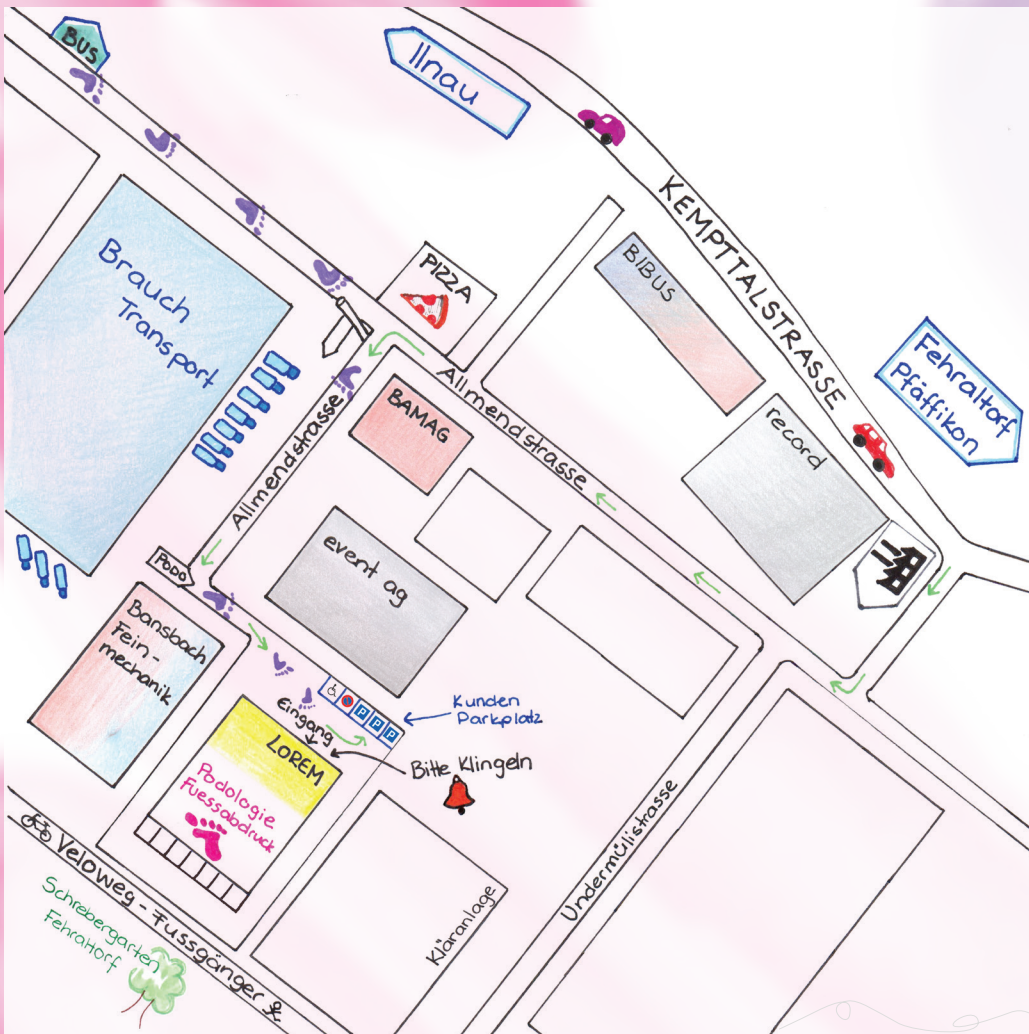 BUS
Ilnau
KEMPTTALSTRASSE
Brauch
Transport
PIZZA
BIBUS
Fehraltorf
Pfäffikon
Allmendstrasse
BAMAG
record
Allmendstrasse
event ag
PODO
Bansbach
Fein-
mechanik
Kunden
Parkplatz
P P P
Eingang
LOREM
Bitte Klingeln
Podologie
Fuessabdruck
Undermülistrasse
Veloweg - Fussgänger
Kläranlage
Schrebergarten
Fehraltorf